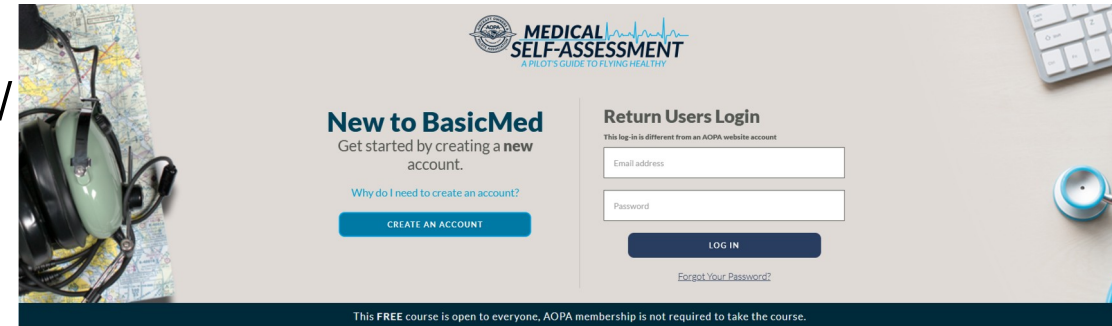 /
MEDICAL
SELF-ASSESSMENT
A PILOT'S GUIDE TO FLYING HEALTHY
AOPA
New to BasicMed
Get started by creating a new
account.
Why do I need to create an account?
CREATE AN ACCOUNT
Return Users Login
This log-in is different from an AOPA website account
Email address
Password
LOG IN
Forgot Your Password?
This FREE course is open to everyone, AOPA membership is not required to take the course.